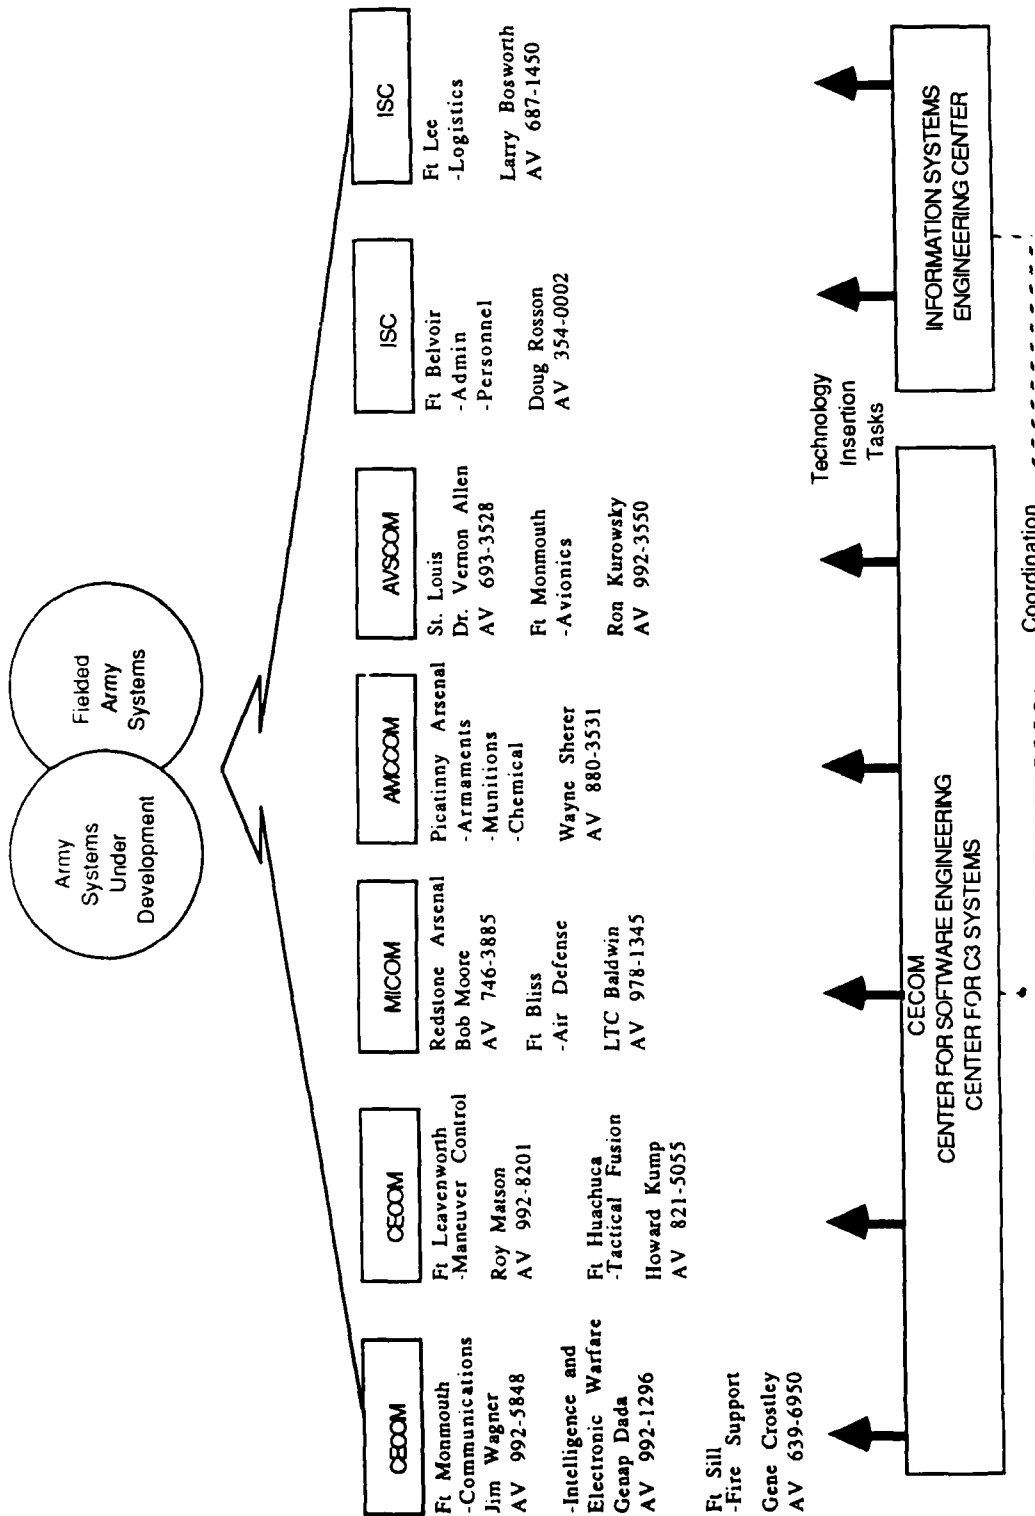 Army
Systems
Under
Development
Fielded
Army
Systems
CECOM
Ft Monmouth
-Communications
Jim Wagner
AV 992-5848
-Intelligence and
Electronic Warfare
Genap Dada
AV 992-1296
Ft Sill
-Fire Support
Gene Crostley
AV 639-6950
CECOM
Ft Leavenworth
-Maneuver Control
Roy Matson
AV 992-8201
Ft Huachuca
-Tactical Fusion
Howard Kump
AV 821-5055
MICOM
Redstone Arsenal
Bob Moore
AV 746-3885
Ft Bliss
-Air Defense
LTC Baldwin
AV 978-1345
AMCCOM
Picatinny Arsenal
-Armaments
-Munitions
-Chemical
Wayne Sherer
AV 880-3531
AVSCOM
St. Louis
Dr. Vernon Allen
AV 693-3528
Ft Monmouth
-Avionics
Ron Kurowsky
AV 992-3550
ISC
Ft Belvoir
-Admin
-Personnel
Doug Rosson
AV 354-0002
ISC
Ft Lee
-Logistics
Larry Bosworth
AV 687-1450
Technology
Insertion
Tasks
CECOM
CENTER FOR SOFTWARE ENGINEERING
CENTER FOR C3 SYSTEMS
INFORMATION SYSTEMS
ENGINEERING CENTER
Coordination